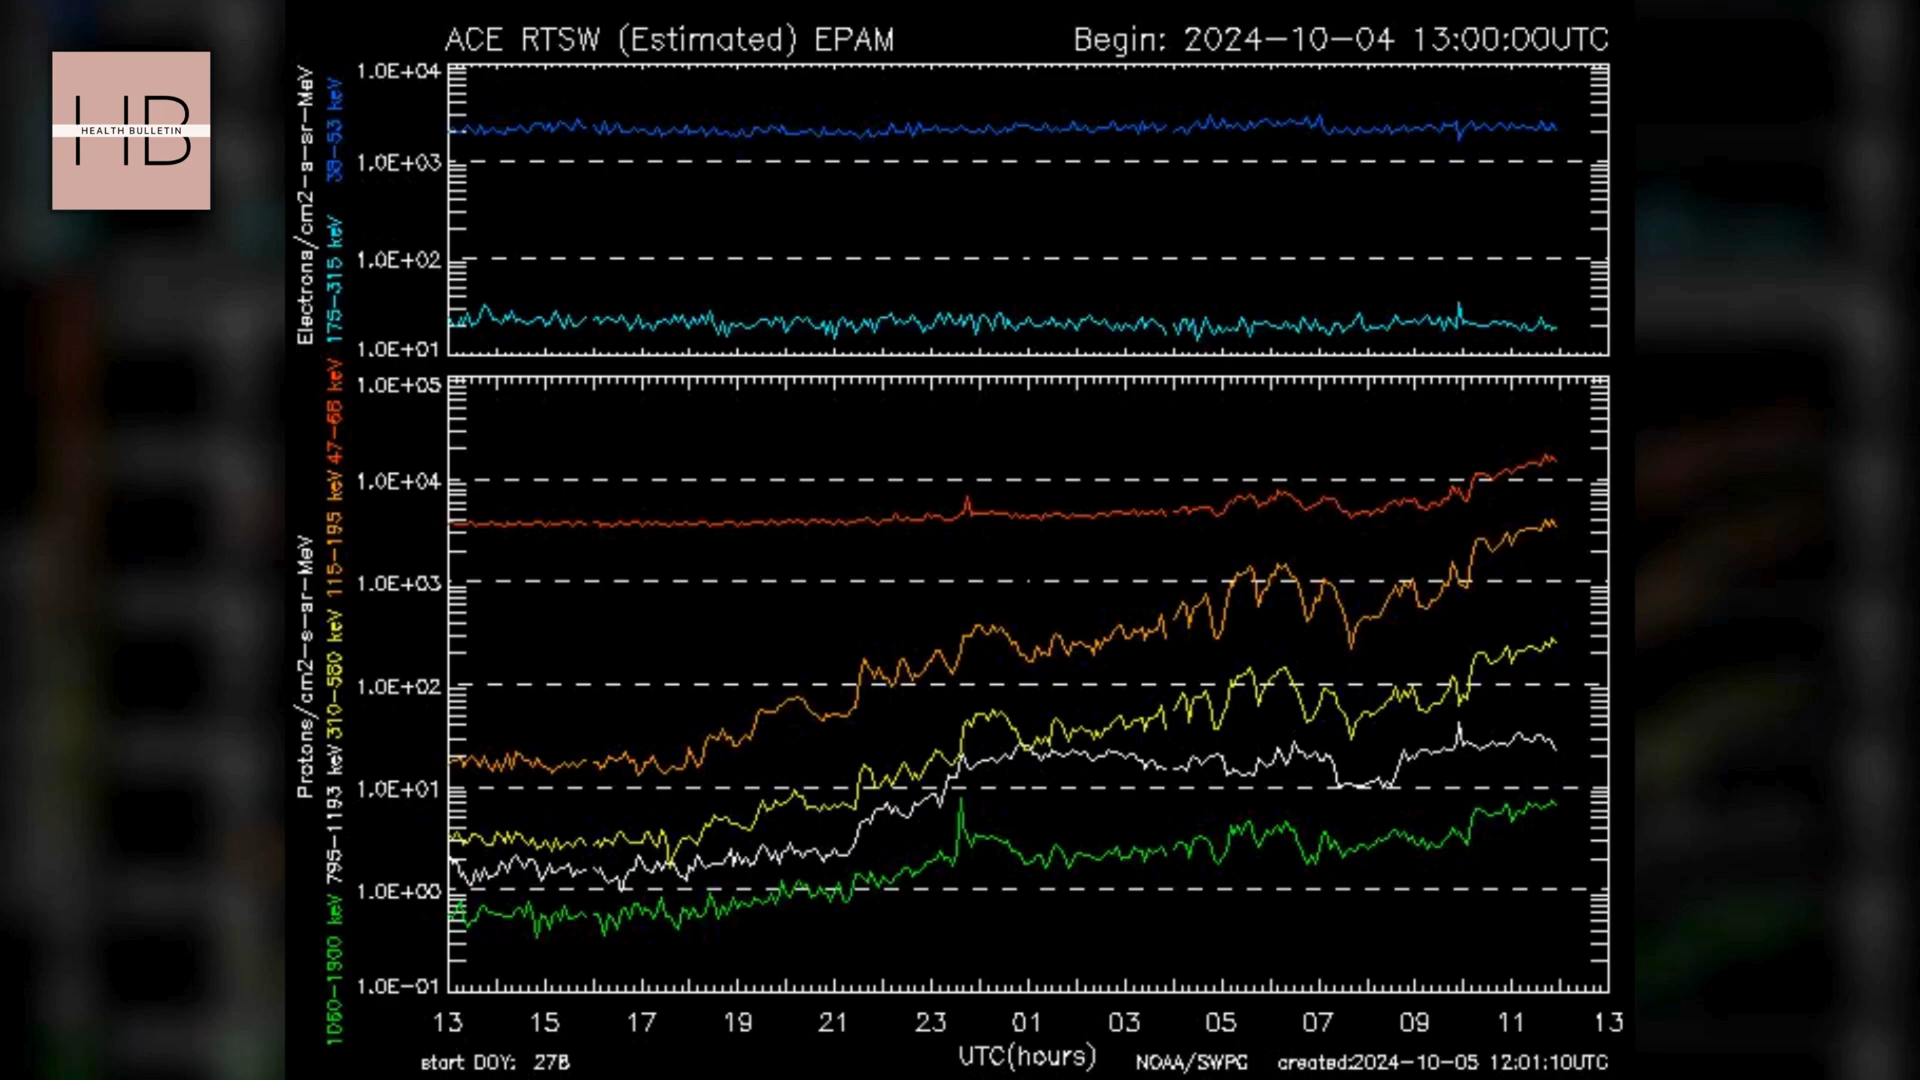 HB
HEALTH BULLETIN
ACE RTSW (Estimated) EPAM
Begin: 2024-10-04 13:00:00UTC
Electrons/cm2-s-sr-MeV
38-53 keV
175-315 keV
1.0E+04
1.0E+03
1.0E+02
1.0E+01
Protons/cm2-s-sr-MeV
47-68 keV
115-195 keV
310-580 keV
795-1193 keV
1060-1900 keV
1.0E+05
1.0E+04
1.0E+03
1.0E+02
1.0E+01
1.0E+00
1.0E-01
13 15 17 19 21 23 01 03 05 07 09 11 13
UTC(hours)
start DOY: 278
NOAA/SWPC
created:2024-10-05 12:01:10UTC